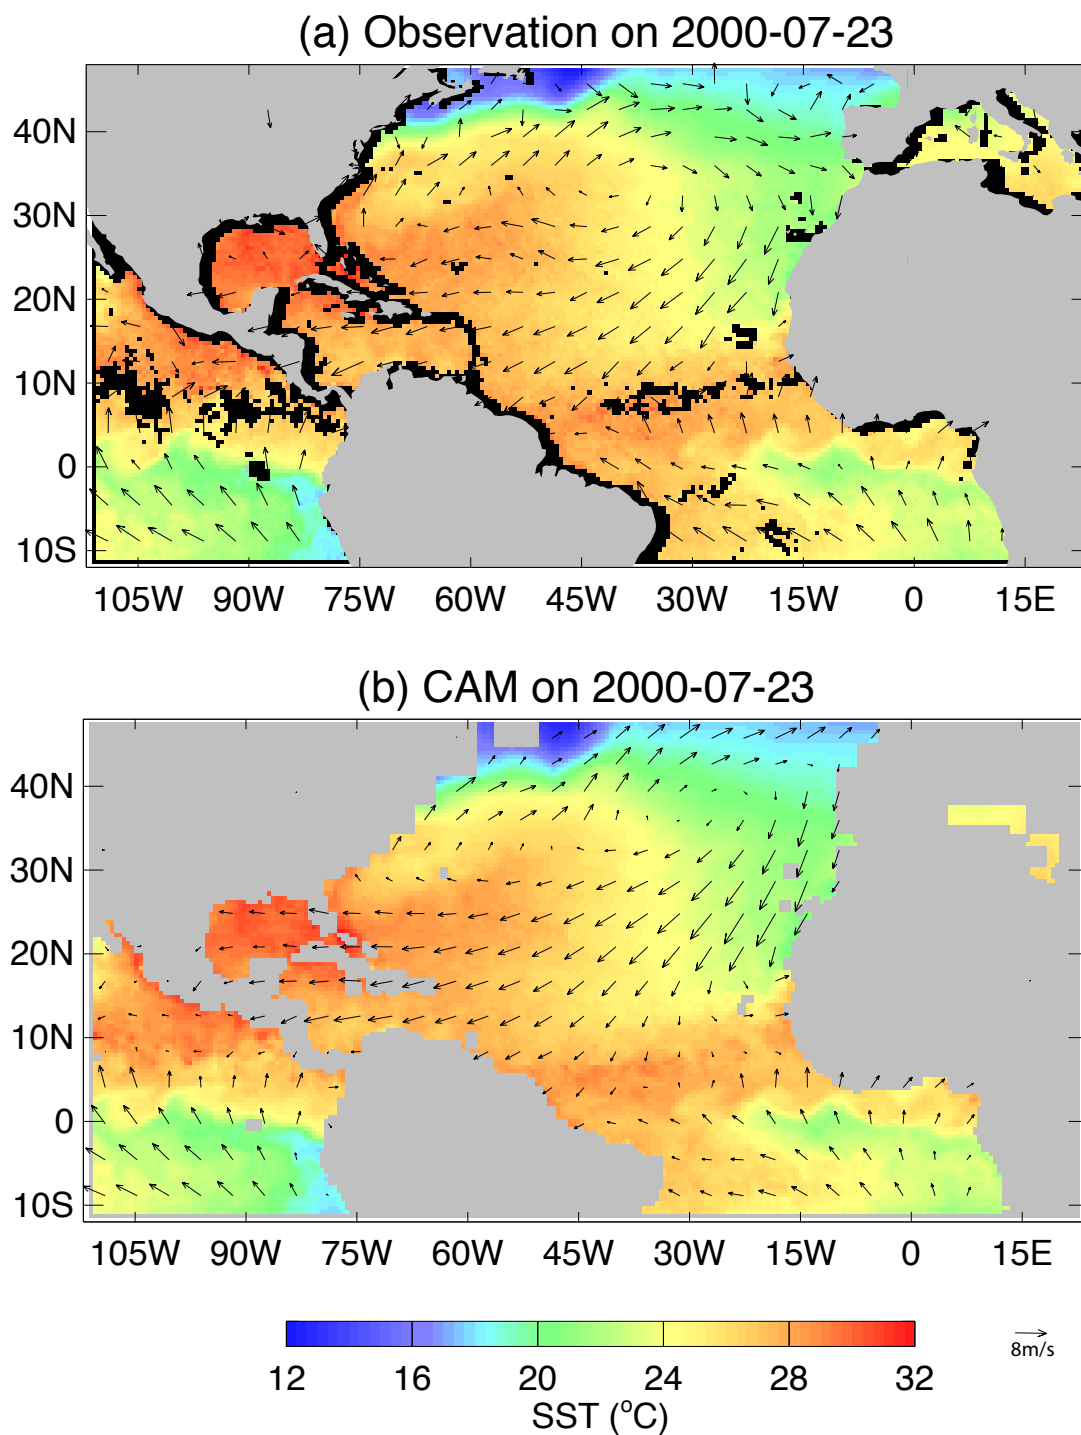 (a) Observation on 2000-07-23
40N
30N
20N
10N
0
10S
105W 90W 75W 60W 45W 30W 15W 0 15E
(b) CAM on 2000-07-23
40N
30N
20N
10N
0
10S
105W 90W 75W 60W 45W 30W 15W 0 15E
8m/s
12 16 20 24 28 32
SST (°C)